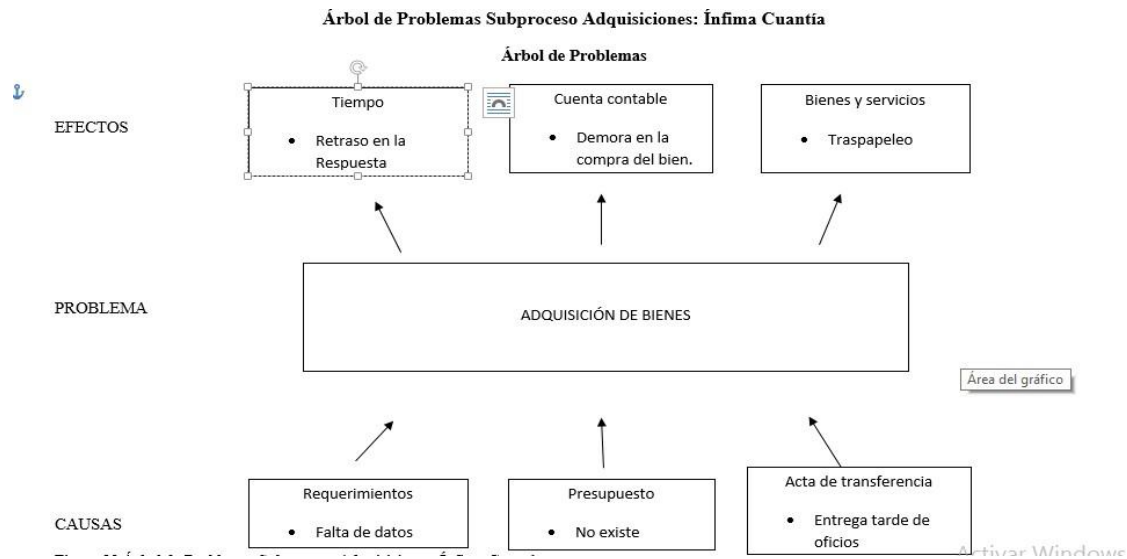 Árbol de Problemas Subproceso Adquisiciones: Ínfima Cuantía
Árbol de Problemas
EFECTOS
Tiempo
• Retraso en la
Respuesta
Cuenta contable
• Demora en la
compra del bien.
Bienes y servicios
• Traspapeleo
PROBLEMA
ADQUISICIÓN DE BIENES
Área del gráfico
CAUSAS
Requerimientos
• Falta de datos
Presupuesto
• No existe
Acta de transferencia
• Entrega tarde de
oficios
Activar Windows